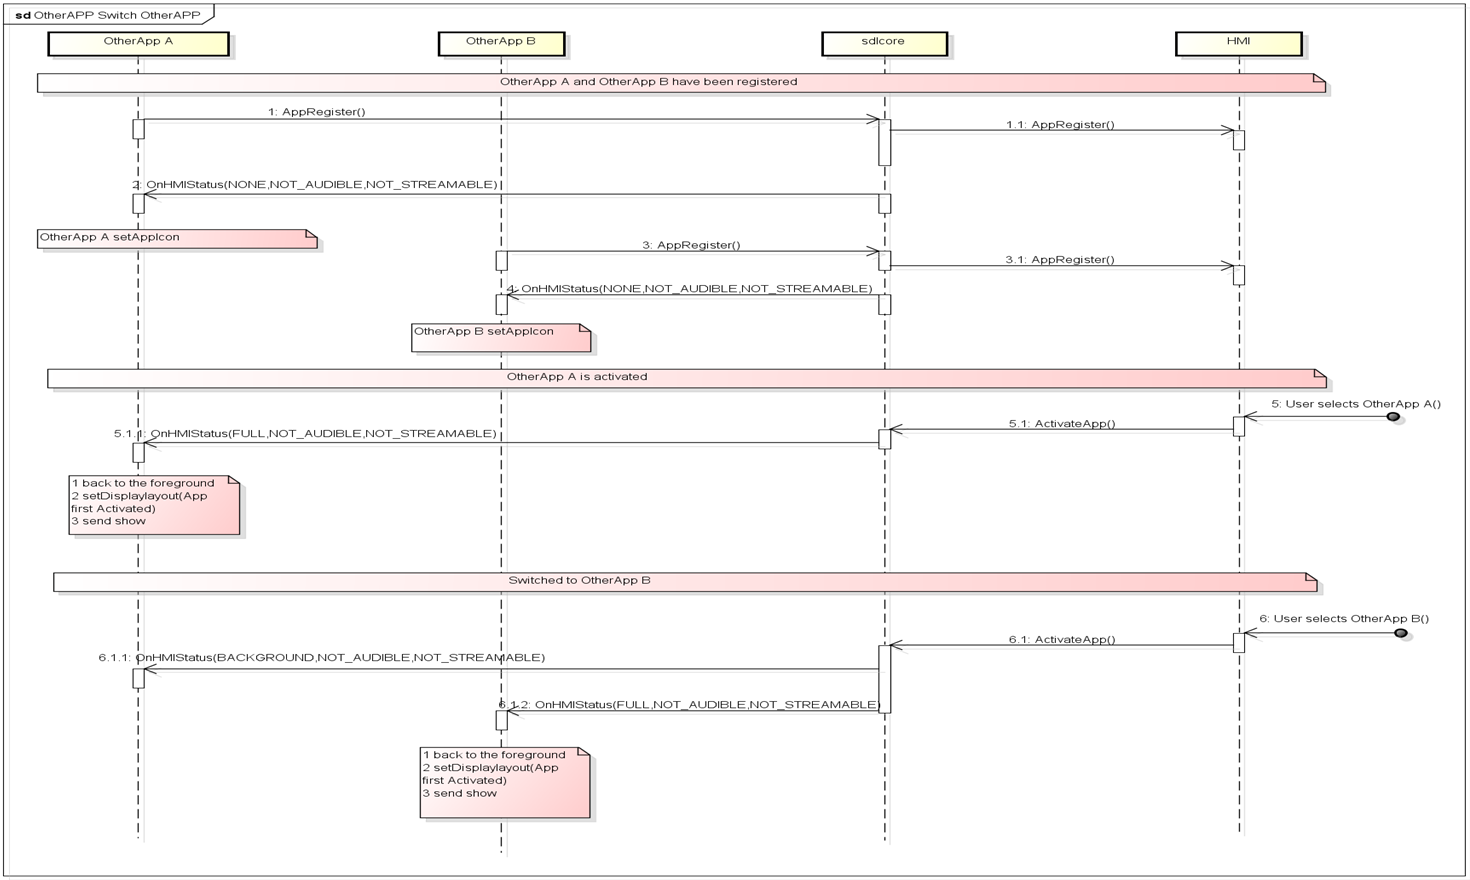 sd OtherAPP Switch OtherAPP
OtherApp A
OtherApp B
sdlcore
HMI
OtherApp A and OtherApp B have been registered
1: AppRegister()
1.1: AppRegister()
2: OnHMIStatus(NONE,NOT_AUDIBLE,NOT_STREAMABLE)
OtherApp A setAppIcon
3: AppRegister()
3.1: AppRegister()
4: OnHMIStatus(NONE,NOT_AUDIBLE,NOT_STREAMABLE)
OtherApp B setAppIcon
OtherApp A is activated
5: User selects OtherApp A()
5.1: ActivateApp()
5.1.1: OnHMIStatus(FULL,NOT_AUDIBLE,NOT_STREAMABLE)
1 back to the foreground
2 setDisplaylayout(App
first Activated)
3 send show
Switched to OtherApp B
6: User selects OtherApp B()
6.1: ActivateApp()
6.1.1: OnHMIStatus(BACKGROUND,NOT_AUDIBLE,NOT_STREAMABLE)
6.1.2: OnHMIStatus(FULL,NOT_AUDIBLE,NOT_STREAMABLE)
1 back to the foreground
2 setDisplaylayout(App
first Activated)
3 send show